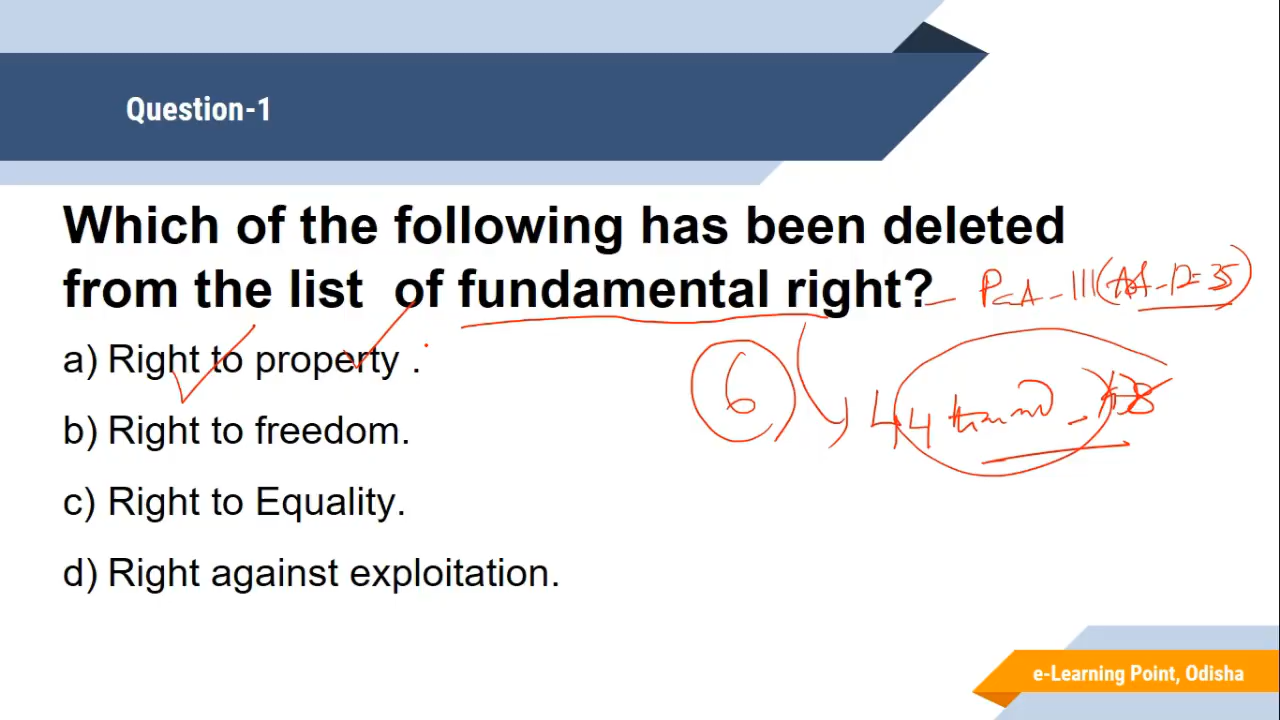 Question-1
Which of the following has been deleted
from the list of fundamental right?
a) Right to property .
b) Right to freedom.
c) Right to Equality.
d) Right against exploitation.
6
44
e-Learning Point, Odisha